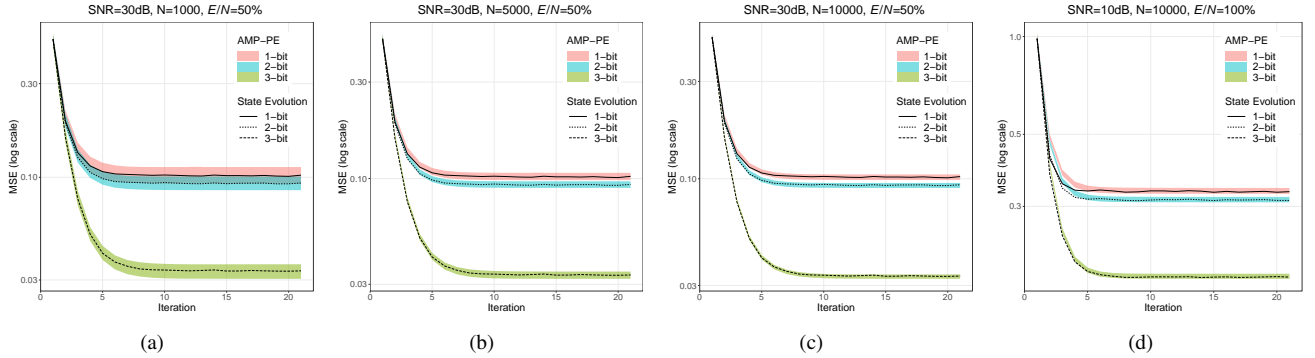 SNR=30dB, N=1000, E/N=50%
AMP−PE
1−bit
2−bit
3−bit
State Evolution
1−bit
2−bit
3−bit
MSE (log scale)
0.30
0.10
0.03
0 5 10 15 20
Iteration
(a)
SNR=30dB, N=5000, E/N=50%
AMP−PE
1−bit
2−bit
3−bit
State Evolution
1−bit
2−bit
3−bit
MSE (log scale)
0.30
0.10
0.03
0 5 10 15 20
Iteration
(b)
SNR=30dB, N=10000, E/N=50%
AMP−PE
1−bit
2−bit
3−bit
State Evolution
1−bit
2−bit
3−bit
MSE (log scale)
0.30
0.10
0.03
0 5 10 15 20
Iteration
(c)
SNR=10dB, N=10000, E/N=100%
AMP−PE
1−bit
2−bit
3−bit
State Evolution
1−bit
2−bit
3−bit
MSE (log scale)
1.0
0.5
0.3
0 5 10 15 20
Iteration
(d)